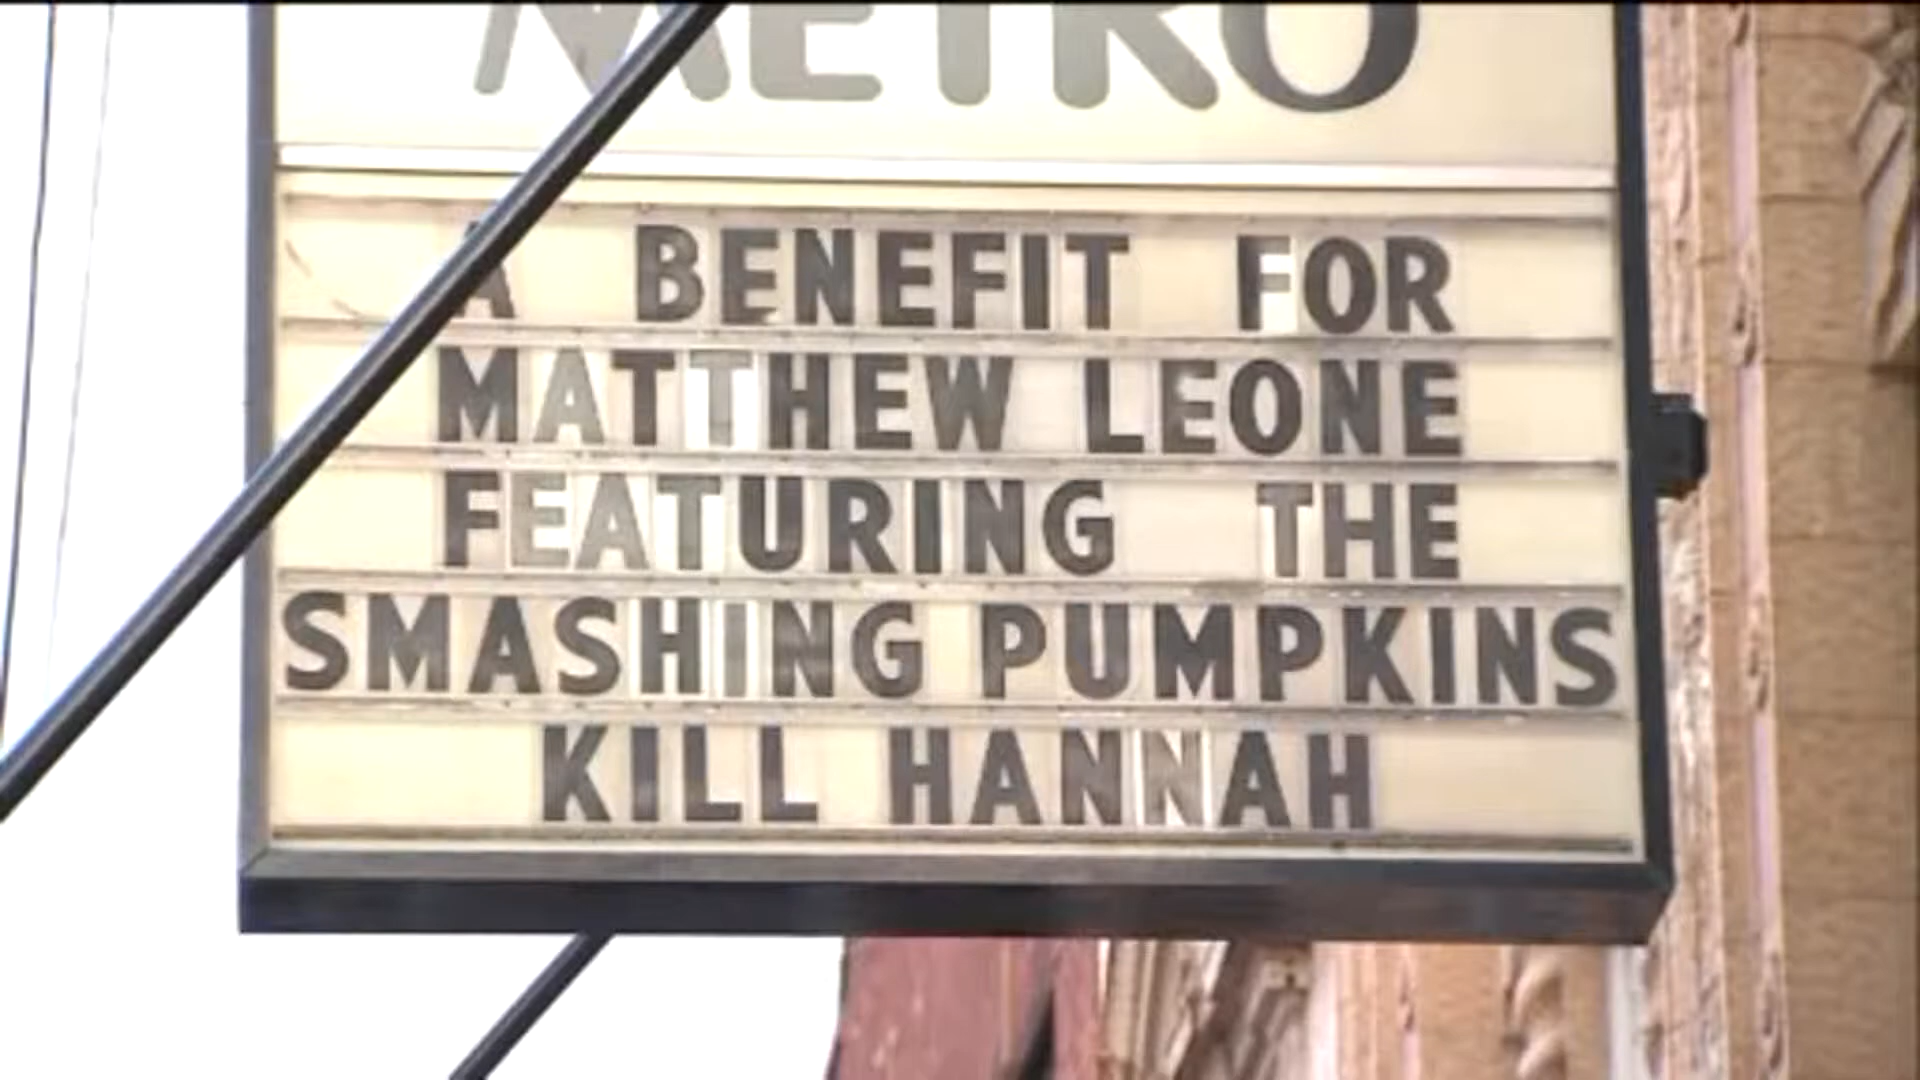 METRO
A BENEFIT FOR
MATTHEW LEONE
FEATURING THE
SMASHING PUMPKINS
KILL HANNAH